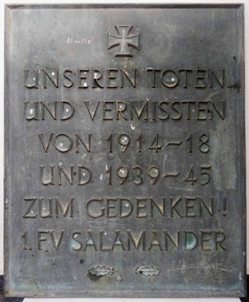 UNSEREN TOTEN
UND VERMISSTEN
VON 1914~18
UND 1939~45
ZUM GEDENKEN!
1. FV SALAMANDER